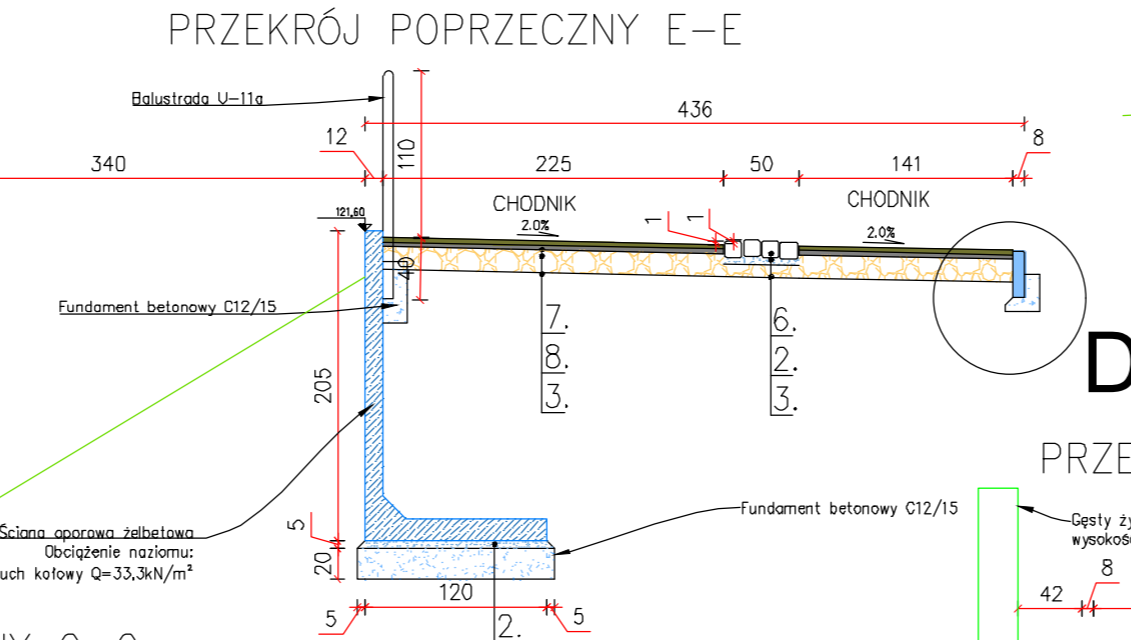 PRZEKRÓJ POPRZECZNY E-E
Balustrada U-11a
436
340
12
110
225
50
141
8
CHODNIK
CHODNIK
121,60
2.0%
1
1
2.0%
40
Fundament betonowy C12/15
7.
8.
3.
6.
2.
3.
205
D
PRZE
Ściana oporowa żelbetowa
Obciążenie naziomu:
uch kołowy Q=33,3kN/m²
5
20
Fundament betonowy C12/15
Gęsty ży
wysokoś
120
5
5
2.
42
8